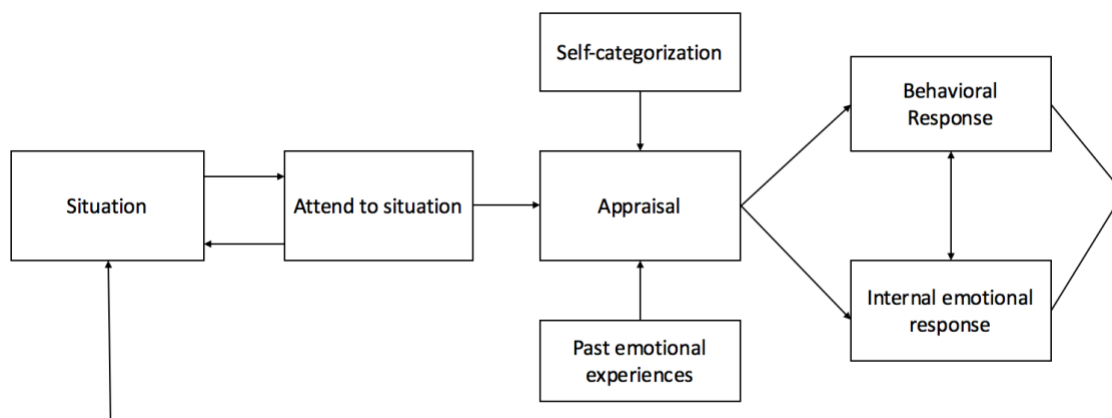 Self-categorization
Behavioral
Response
Situation
Attend to situation
Appraisal
Internal emotional
response
Past emotional
experiences